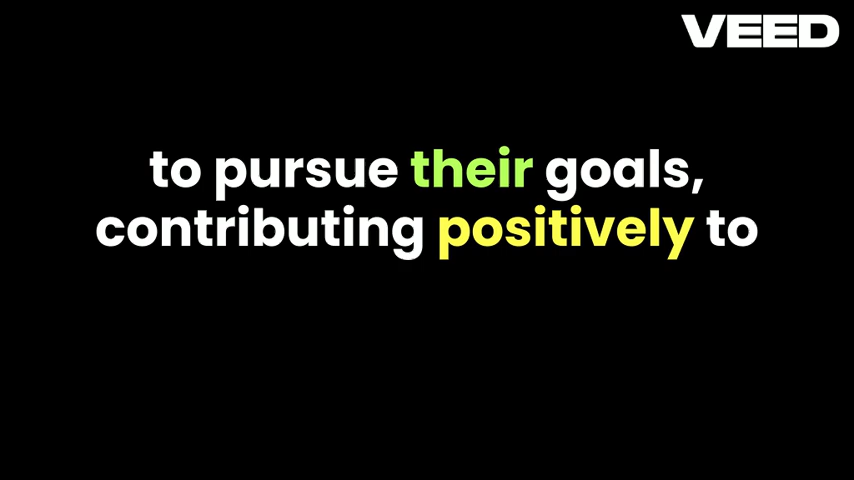 VEED
to pursue their goals,
contributing positively to